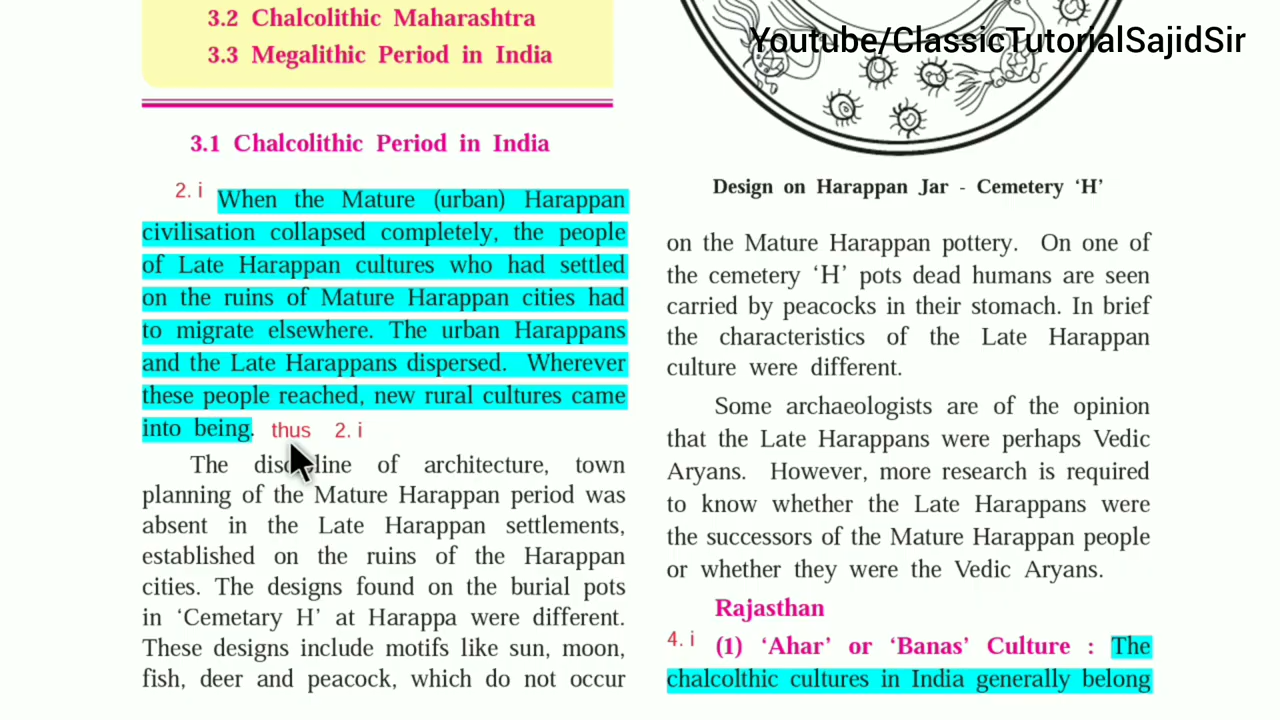 3.2 Chalcolithic Maharashtra
3.3 Megalithic Period in India
3.1 Chalcolithic Period in India
2. i When the Mature (urban) Harappan
civilisation collapsed completely, the people
of Late Harappan cultures who had settled
on the ruins of Mature Harappan cities had
to migrate elsewhere. The urban Harappans
and the Late Harappans dispersed. Wherever
these people reached, new rural cultures came
into being. thus 2. i
The discipline of architecture, town
planning of the Mature Harappan period was
absent in the Late Harappan settlements,
established on the ruins of the Harappan
cities. The designs found on the burial pots
in ‘Cemetary H’ at Harappa were different.
These designs include motifs like sun, moon,
fish, deer and peacock, which do not occur
Youtube/ClassicTutorialSajidSir
Design on Harappan Jar - Cemetery ‘H’
on the Mature Harappan pottery. On one of
the cemetery ‘H’ pots dead humans are seen
carried by peacocks in their stomach. In brief
the characteristics of the Late Harappan
culture were different.
Some archaeologists are of the opinion
that the Late Harappans were perhaps Vedic
Aryans. However, more research is required
to know whether the Late Harappans were
the successors of the Mature Harappan people
or whether they were the Vedic Aryans.
Rajasthan
4. i (1) ‘Ahar’ or ‘Banas’ Culture : The
chalcolthic cultures in India generally belong